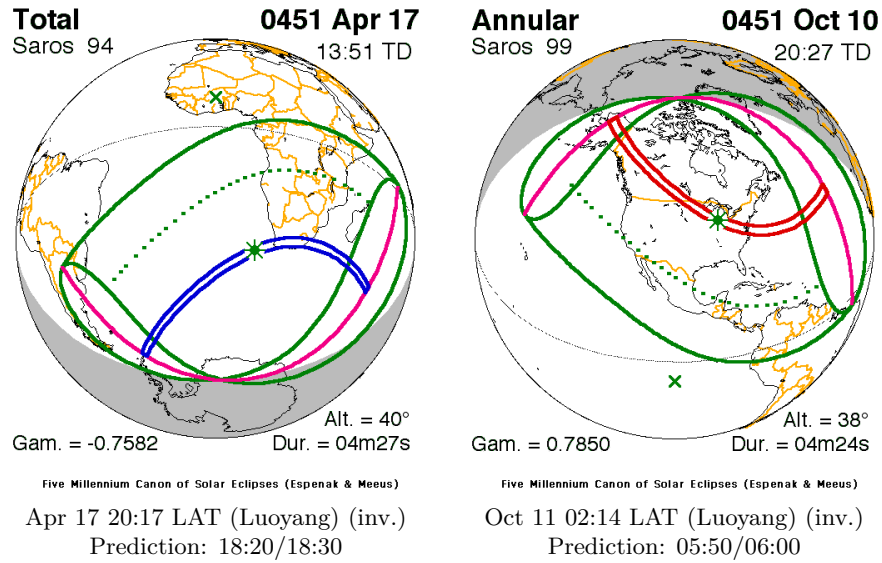 Total 0451 Apr 17
Saros 94 13:51 TD
Alt. = 40°
Gam. = -0.7582 Dur. = 04m27s
Five Millennium Canon of Solar Eclipses (Espenak & Meeus)
Apr 17 20:17 LAT (Luoyang) (inv.)
Prediction: 18:20/18:30
Annular 0451 Oct 10
Saros 99 20:27 TD
Alt. = 38°
Gam. = 0.7850 Dur. = 04m24s
Five Millennium Canon of Solar Eclipses (Espenak & Meeus)
Oct 11 02:14 LAT (Luoyang) (inv.)
Prediction: 05:50/06:00